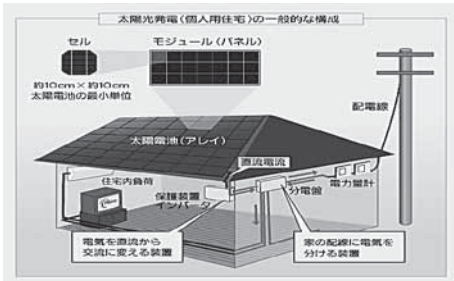 太陽光発電(個人用住宅)の一般的な構成
セル
モジュール(パネル)
約10cm×約10cm
太陽電池の最小単位
配電線
太陽電池(アレイ)
直流電流
住宅内負荷
保護装置
インバータ
分電盤
電力量計
電気を直流から
交流に変える装置
家の配線に電気を
分ける装置